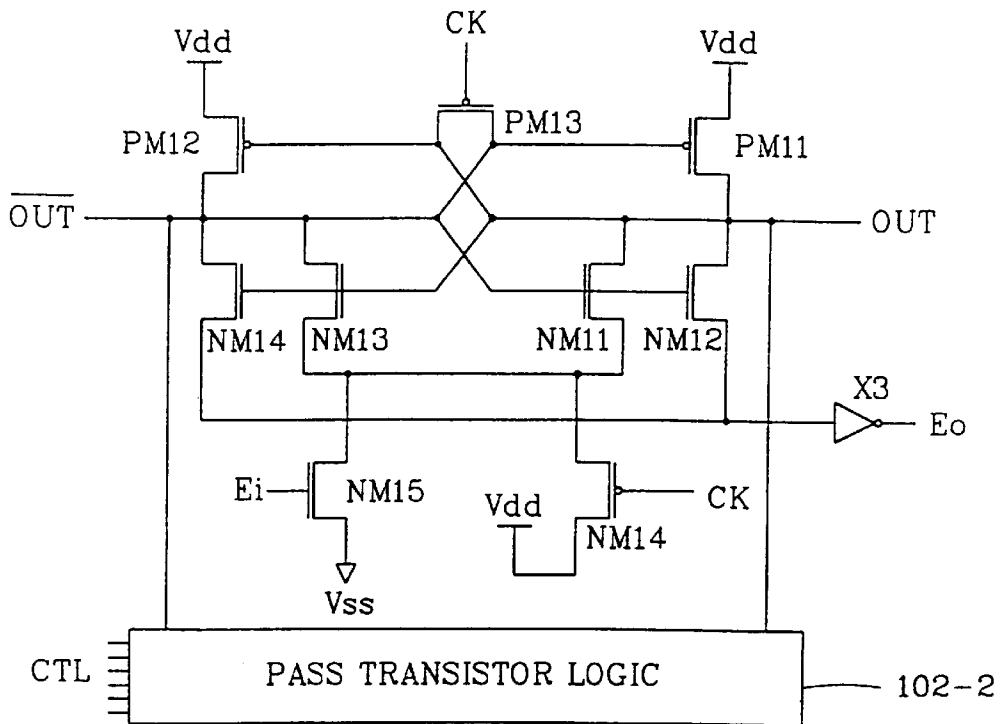 CK
Vdd
Vdd
PM12
PM13
PM11
OUT
OUT
NM14
NM13
NM11
NM12
X3
Eo
Ei
NM15
Vdd
CK
NM14
Vss
CTL
PASS TRANSISTOR LOGIC
102-2